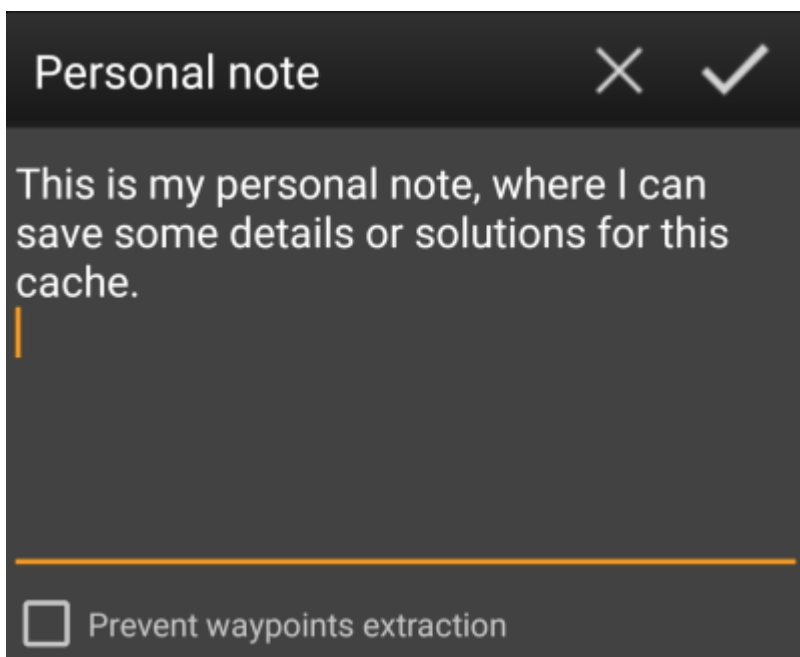 Personal note
This is my personal note, where I can
save some details or solutions for this
cache.
Prevent waypoints extraction